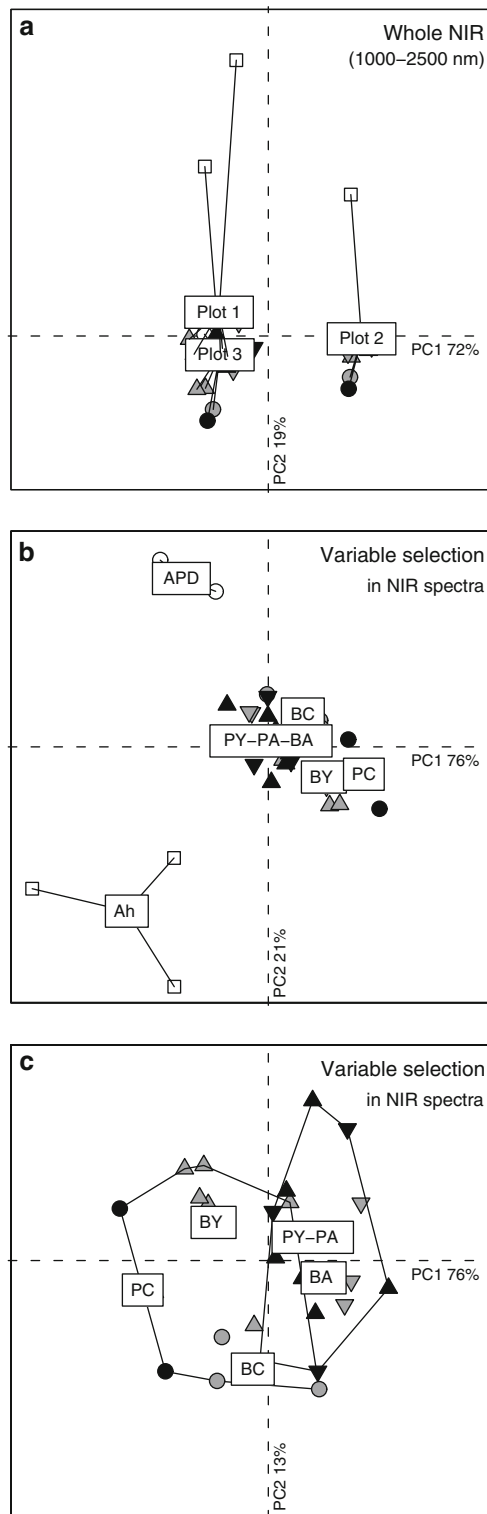 a
Whole NIR
(1000–2500 nm)
Plot 1
Plot 3
Plot 2
PC1 72%
PC2 19%
b
Variable selection
in NIR spectra
APD
BC
PY–PA–BA
PC1 76%
BY
PC
Ah
PC2 21%
c
Variable selection
in NIR spectra
BY
PY–PA
PC1 76%
BA
PC
BC
PC2 13%